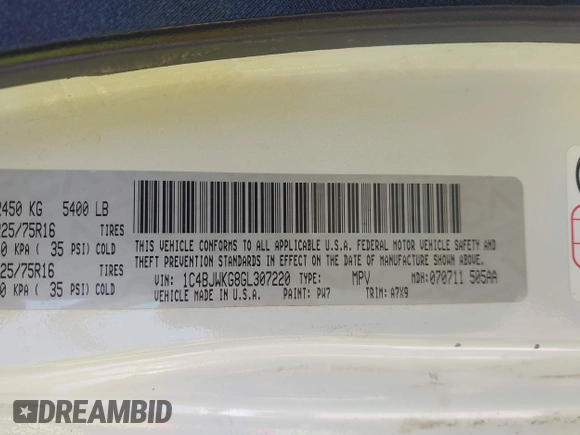 2450 KG 5400 LB
225/75R16 TIRES
0 KPA ( 35 PSI) COLD
225/75R16 TIRES
0 KPA ( 35 PSI) COLD
THIS VEHICLE CONFORMS TO ALL APPLICABLE U.S.A. FEDERAL MOTOR VEHICLE SAFETY AND
THEFT PREVENTION STANDARDS IN EFFECT ON THE DATE OF MANUFACTURE SHOWN ABOVE.
VIN: 1C4BJWKG8GL307220 TYPE: MPV MDH: 070711 505AA
VEHICLE MADE IN U.S.A. PAINT: PW7 TRIM: A7X9
DREAMBID